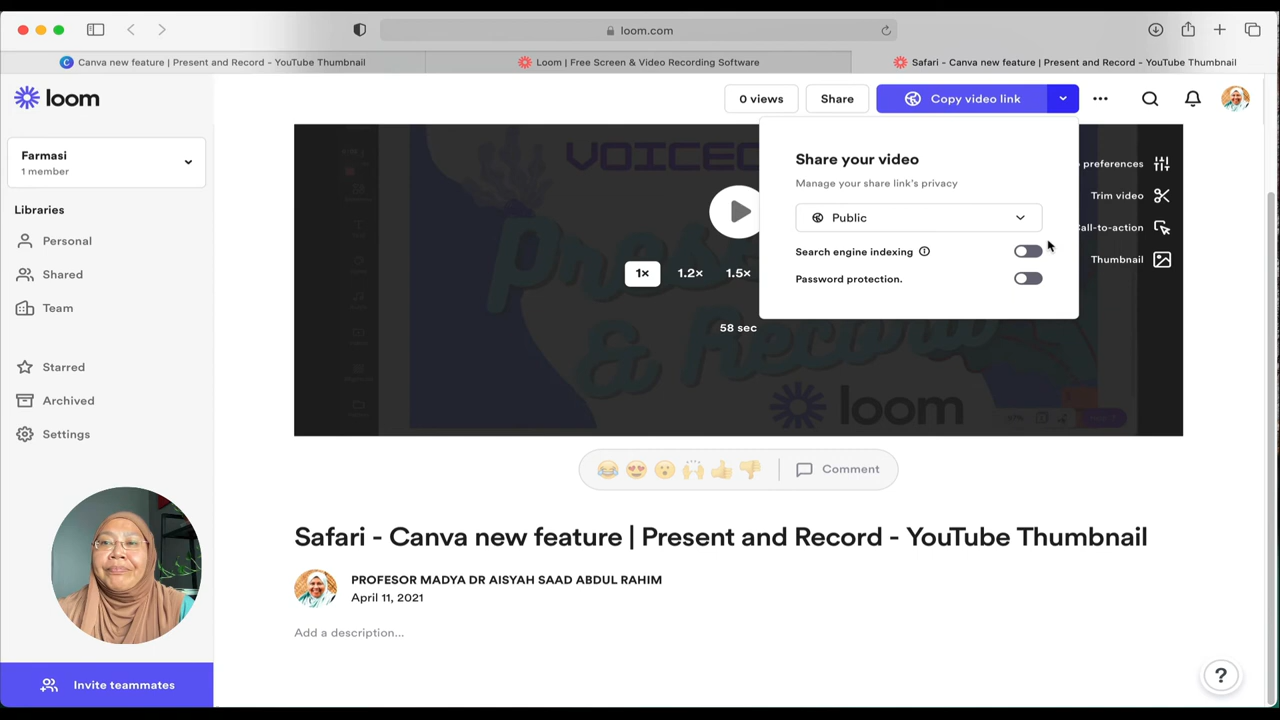 loom.com
Canva new feature | Present and Record - YouTube Thumbnail
Loom | Free Screen & Video Recording Software
Safari - Canva new feature | Present and Record - YouTube Thumbnail
loom
0 views
Share
Copy video link
Farmasi
1 member
Libraries
Personal
Shared
Team
Starred
Archived
Settings
Invite teammates
VOICEO
Prese
& Record
loom
Share your video
Manage your share link's privacy
Public
Search engine indexing
Password protection.
preferences
Trim video
Call-to-action
Thumbnail
1×
1.2×
1.5×
58 sec
Comment
Safari - Canva new feature | Present and Record - YouTube Thumbnail
PROFESOR MADYA DR AISYAH SAAD ABDUL RAHIM
April 11, 2021
Add a description...
?